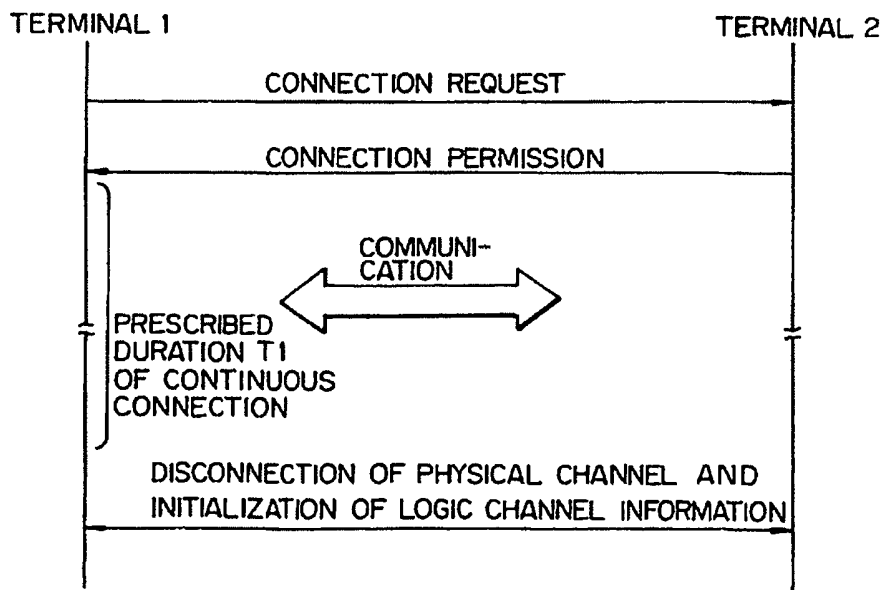 TERMINAL 1
TERMINAL 2
CONNECTION REQUEST
CONNECTION PERMISSION
COMMUNI-
CATION
PRESCRIBED
DURATION T1
OF CONTINUOUS
CONNECTION
DISCONNECTION OF PHYSICAL CHANNEL AND
INITIALIZATION OF LOGIC CHANNEL INFORMATION